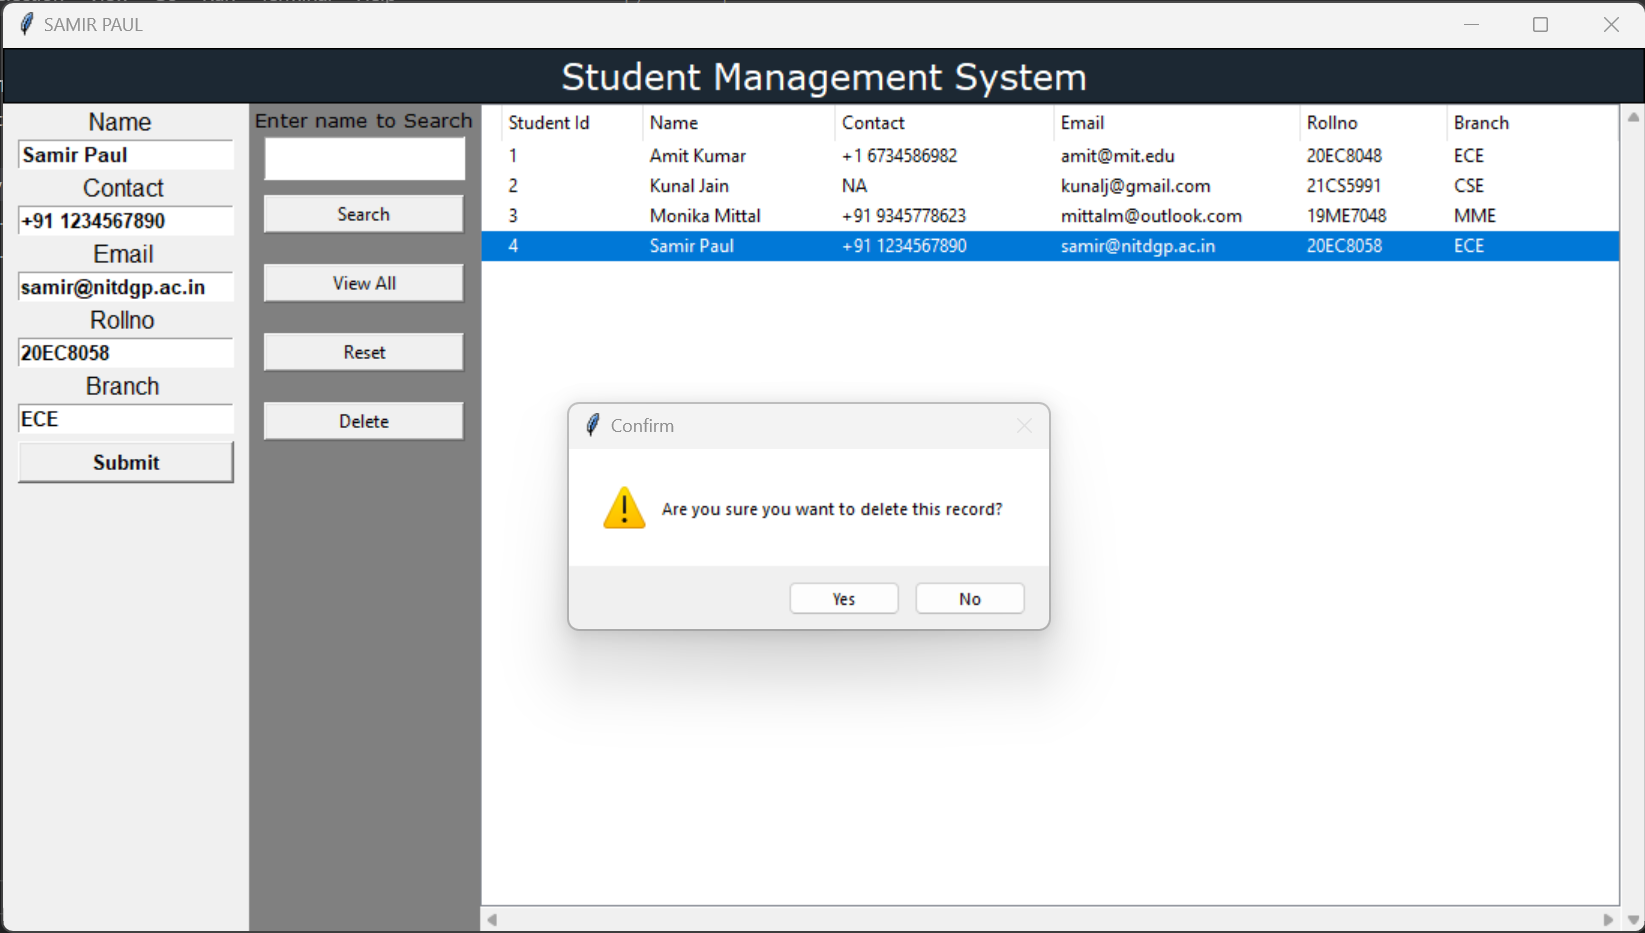 SAMIR PAUL
Student Management System
Name
Samir Paul
Contact
+91 1234567890
Email
samir@nitdgp.ac.in
Rollno
20EC8058
Branch
ECE
Submit
Enter name to Search
Search
View All
Reset
Delete
Student Id Name Contact Email Rollno Branch
1 Amit Kumar +1 6734586982 amit@mit.edu 20EC8048 ECE
2 Kunal Jain NA kunalj@gmail.com 21CS5991 CSE
3 Monika Mittal +91 9345778623 mittalm@outlook.com 19ME7048 MME
4 Samir Paul +91 1234567890 samir@nitdgp.ac.in 20EC8058 ECE
Confirm
Are you sure you want to delete this record?
Yes No